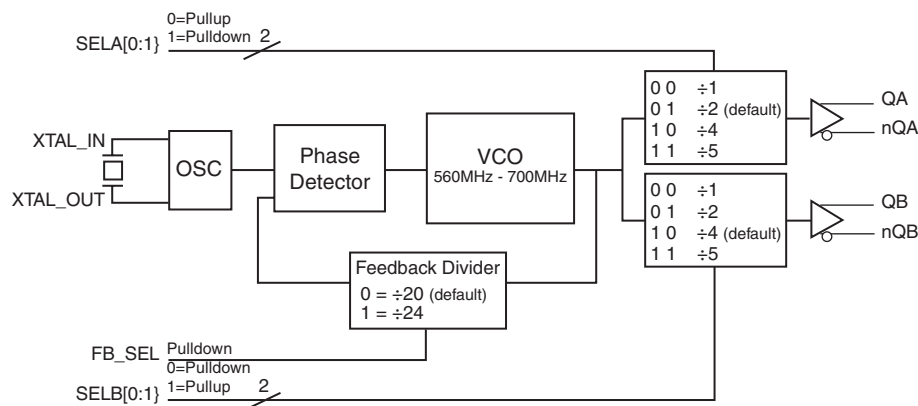 0=Pullup
SELA[0:1} 1=Pulldown 2
0 0 ÷1
0 1 ÷2 (default)
1 0 ÷4
1 1 ÷5
QA
nQA
XTAL_IN
XTAL_OUT
OSC
Phase
Detector
VCO
560MHz - 700MHz
0 0 ÷1
0 1 ÷2
1 0 ÷4 (default)
1 1 ÷5
QB
nQB
Feedback Divider
0 = ÷20 (default)
1 = ÷24
FB_SEL Pulldown
0=Pulldown
SELB[0:1} 1=Pullup 2